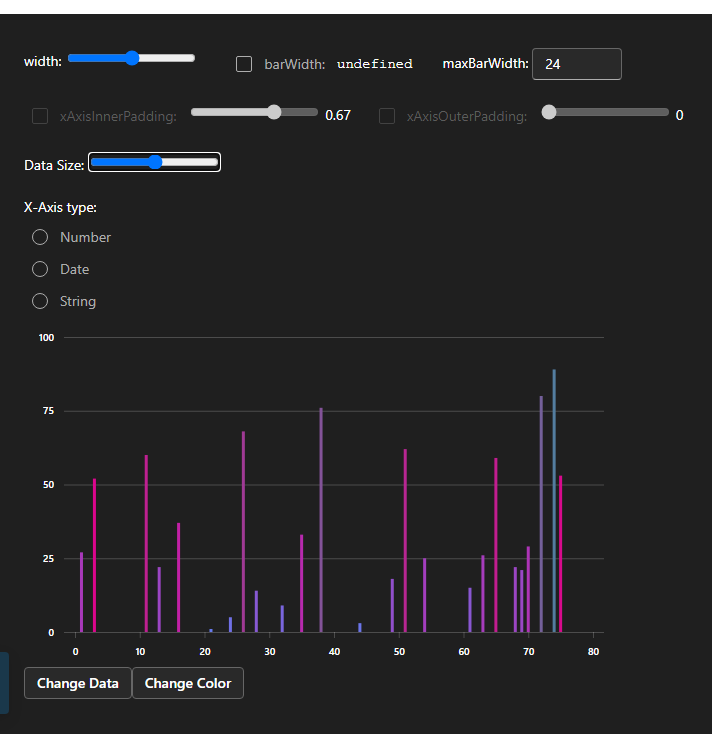 width: barWidth: undefined maxBarWidth: 24
xAxisInnerPadding: 0.67 xAxisOuterPadding: 0
Data Size:
X-Axis type:
Number
Date
String
100
75
50
25
0
0 10 20 30 40 50 60 70 80
Change Data Change Color